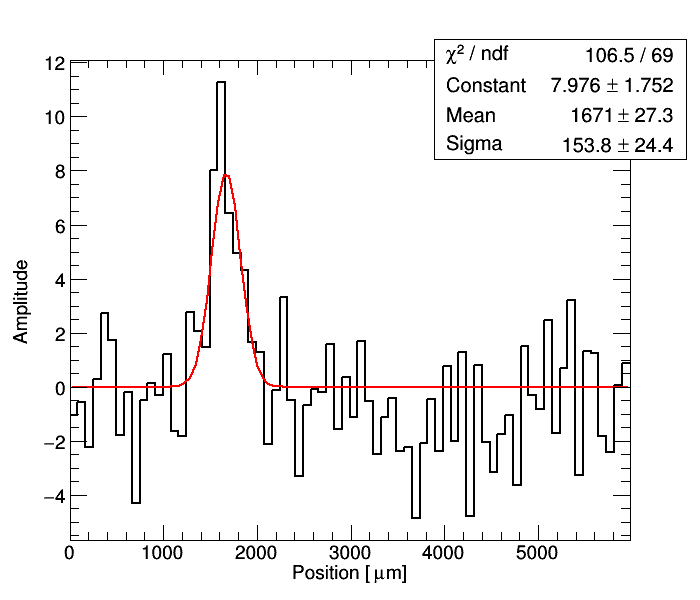 χ² / ndf 106.5 / 69
Constant 7.976 ± 1.752
Mean 1671 ± 27.3
Sigma 153.8 ± 24.4
12
10
8
6
4
2
0
−2
−4
Amplitude
0 1000 2000 3000 4000 5000
Position [ μm]